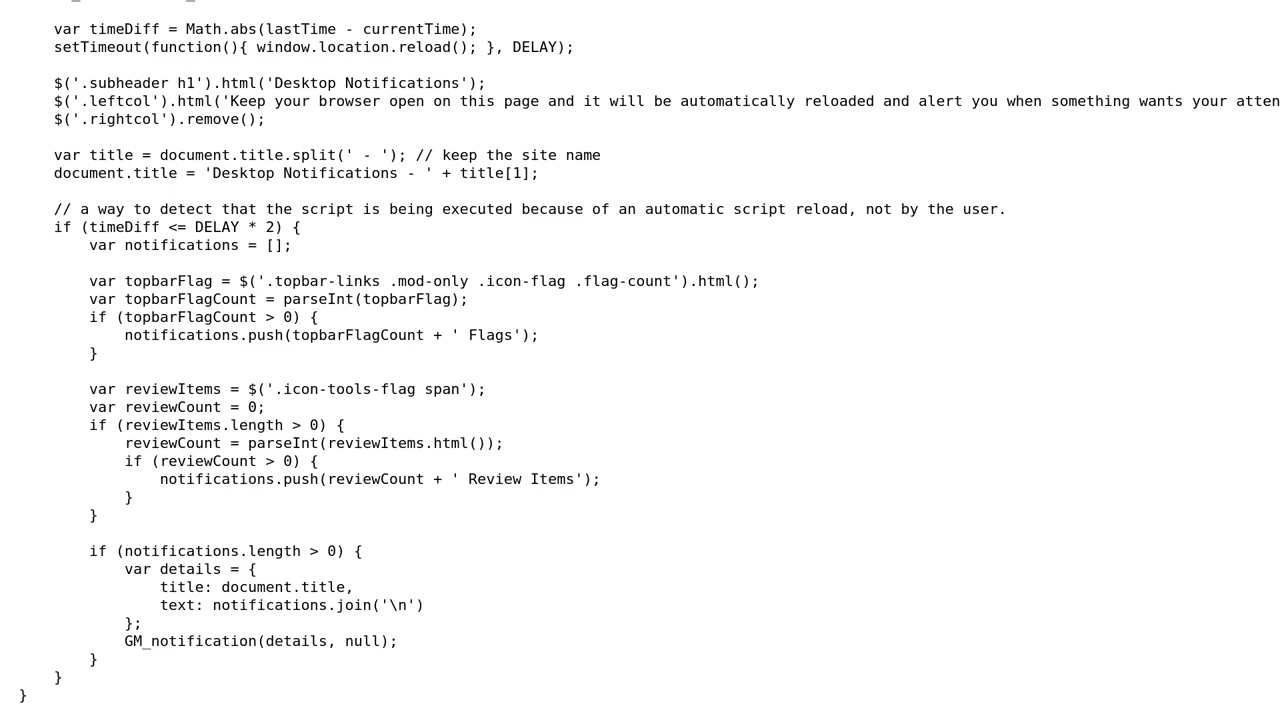 var timeDiff = Math.abs(lastTime - currentTime);
setTimeout(function(){ window.location.reload(); }, DELAY);
$('.subheader h1').html('Desktop Notifications');
$('.leftcol').html('Keep your browser open on this page and it will be automatically reloaded and alert you when something wants your atten
$('.rightcol').remove();
var title = document.title.split(' - '); // keep the site name
document.title = 'Desktop Notifications - ' + title[1];
// a way to detect that the script is being executed because of an automatic script reload, not by the user.
if (timeDiff <= DELAY * 2) {
var notifications = [];
var topbarFlag = $('.topbar-links .mod-only .icon-flag .flag-count').html();
var topbarFlagCount = parseInt(topbarFlag);
if (topbarFlagCount > 0) {
notifications.push(topbarFlagCount + ' Flags');
}
var reviewItems = $('.icon-tools-flag span');
var reviewCount = 0;
if (reviewItems.length > 0) {
reviewCount = parseInt(reviewItems.html());
if (reviewCount > 0) {
notifications.push(reviewCount + ' Review Items');
}
}
if (notifications.length > 0) {
var details = {
title: document.title,
text: notifications.join('\n')
};
GM_notification(details, null);
}
}
}